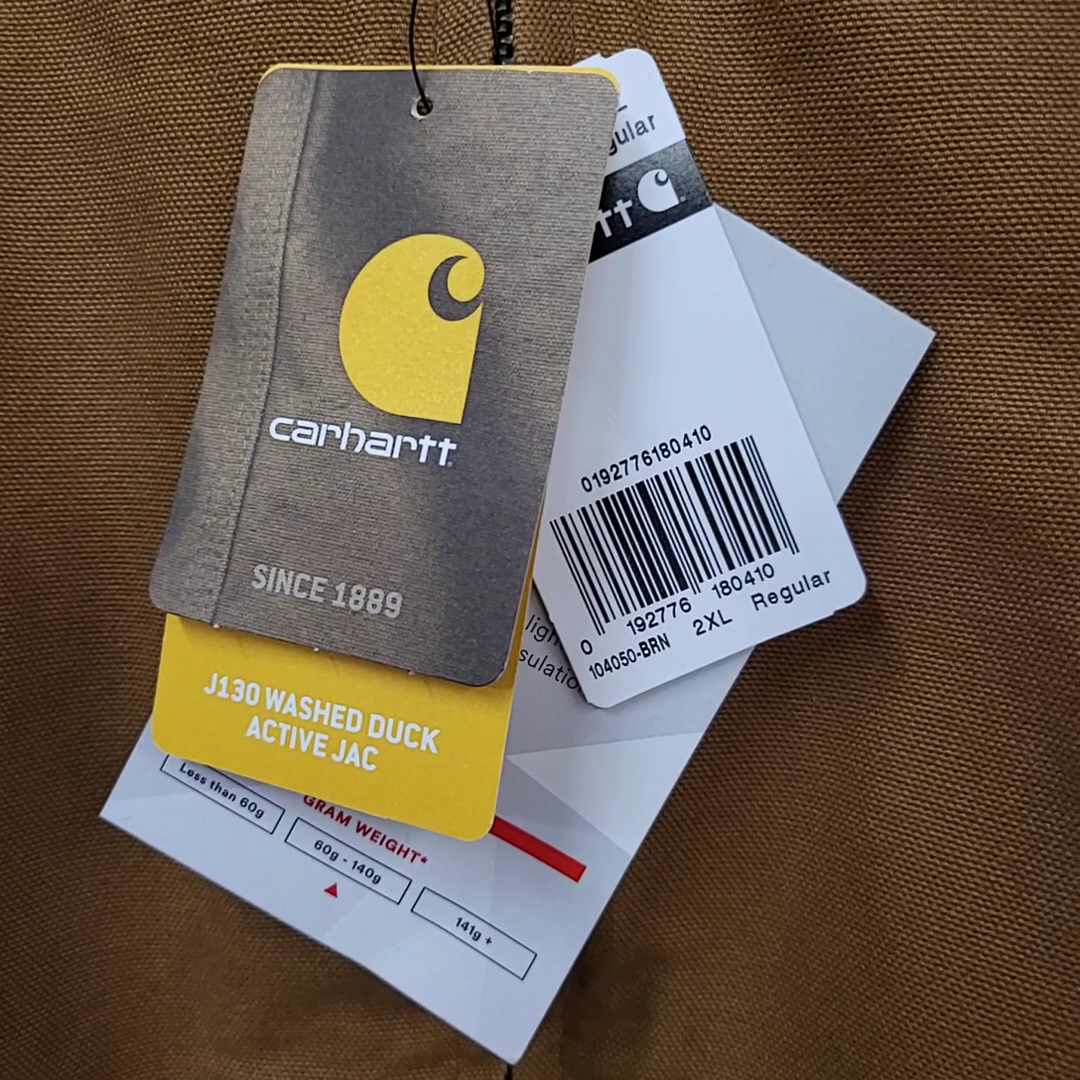 carhartt
SINCE 1889
J130 WASHED DUCK
ACTIVE JAC
0192776180410
0 192776 180410
104050-BRN 2XL Regular
GRAM WEIGHT*
Less than 60g
60g - 140g
141g +